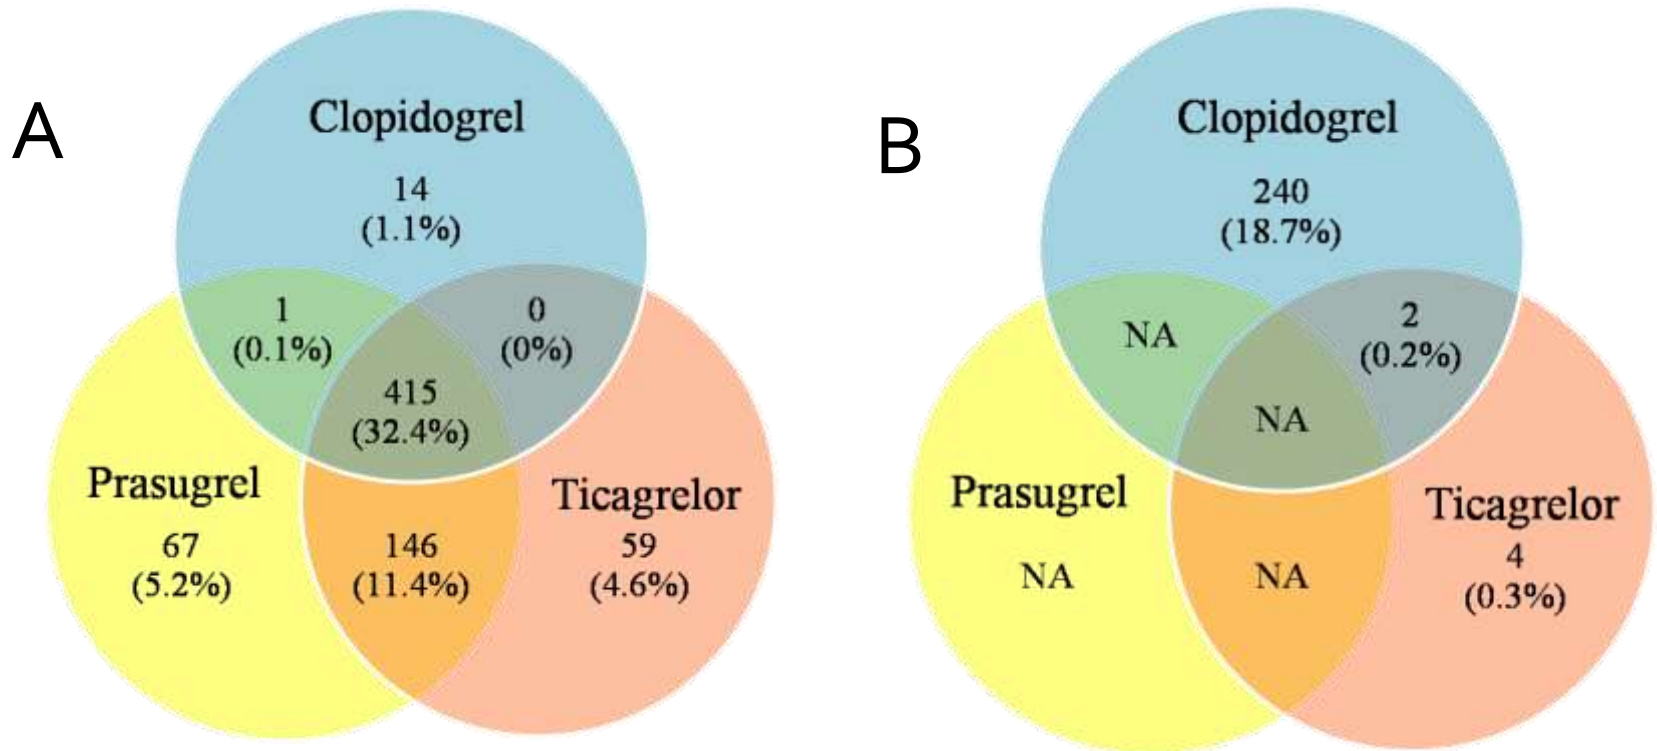 A
Clopidogrel
14
(1.1%)
1
(0.1%)
0
(0%)
415
(32.4%)
Prasugrel
67
(5.2%)
146
(11.4%)
Ticagrelor
59
(4.6%)
B
Clopidogrel
240
(18.7%)
NA
2
(0.2%)
NA
Prasugrel
NA
NA
Ticagrelor
4
(0.3%)